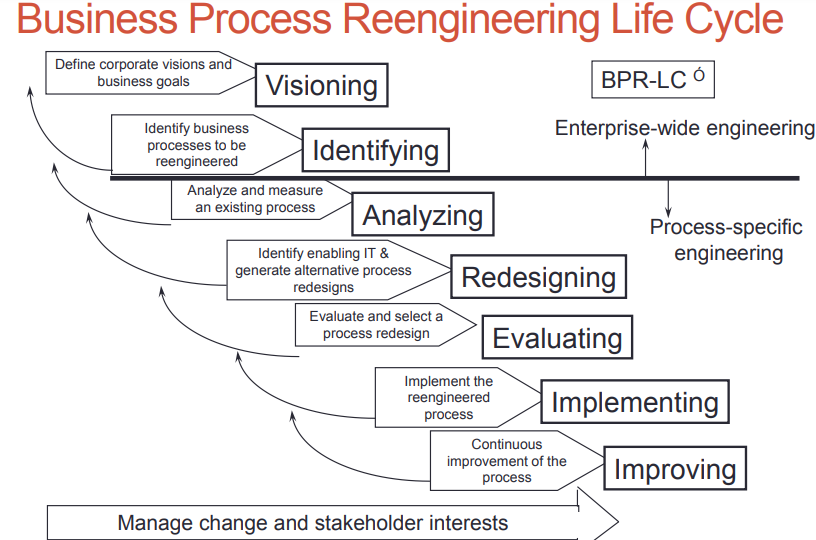 Business Process Reengineering Life Cycle
Define corporate visions and
business goals
Visioning
BPR-LC Ó
Identify business
processes to be
reengineered
Identifying
Enterprise-wide engineering
Analyze and measure
an existing process
Analyzing
Process-specific
engineering
Identify enabling IT &
generate alternative process
redesigns
Redesigning
Evaluate and select a
process redesign
Evaluating
Implement the
reengineered
process
Implementing
Continuous
improvement of the
process
Improving
Manage change and stakeholder interests